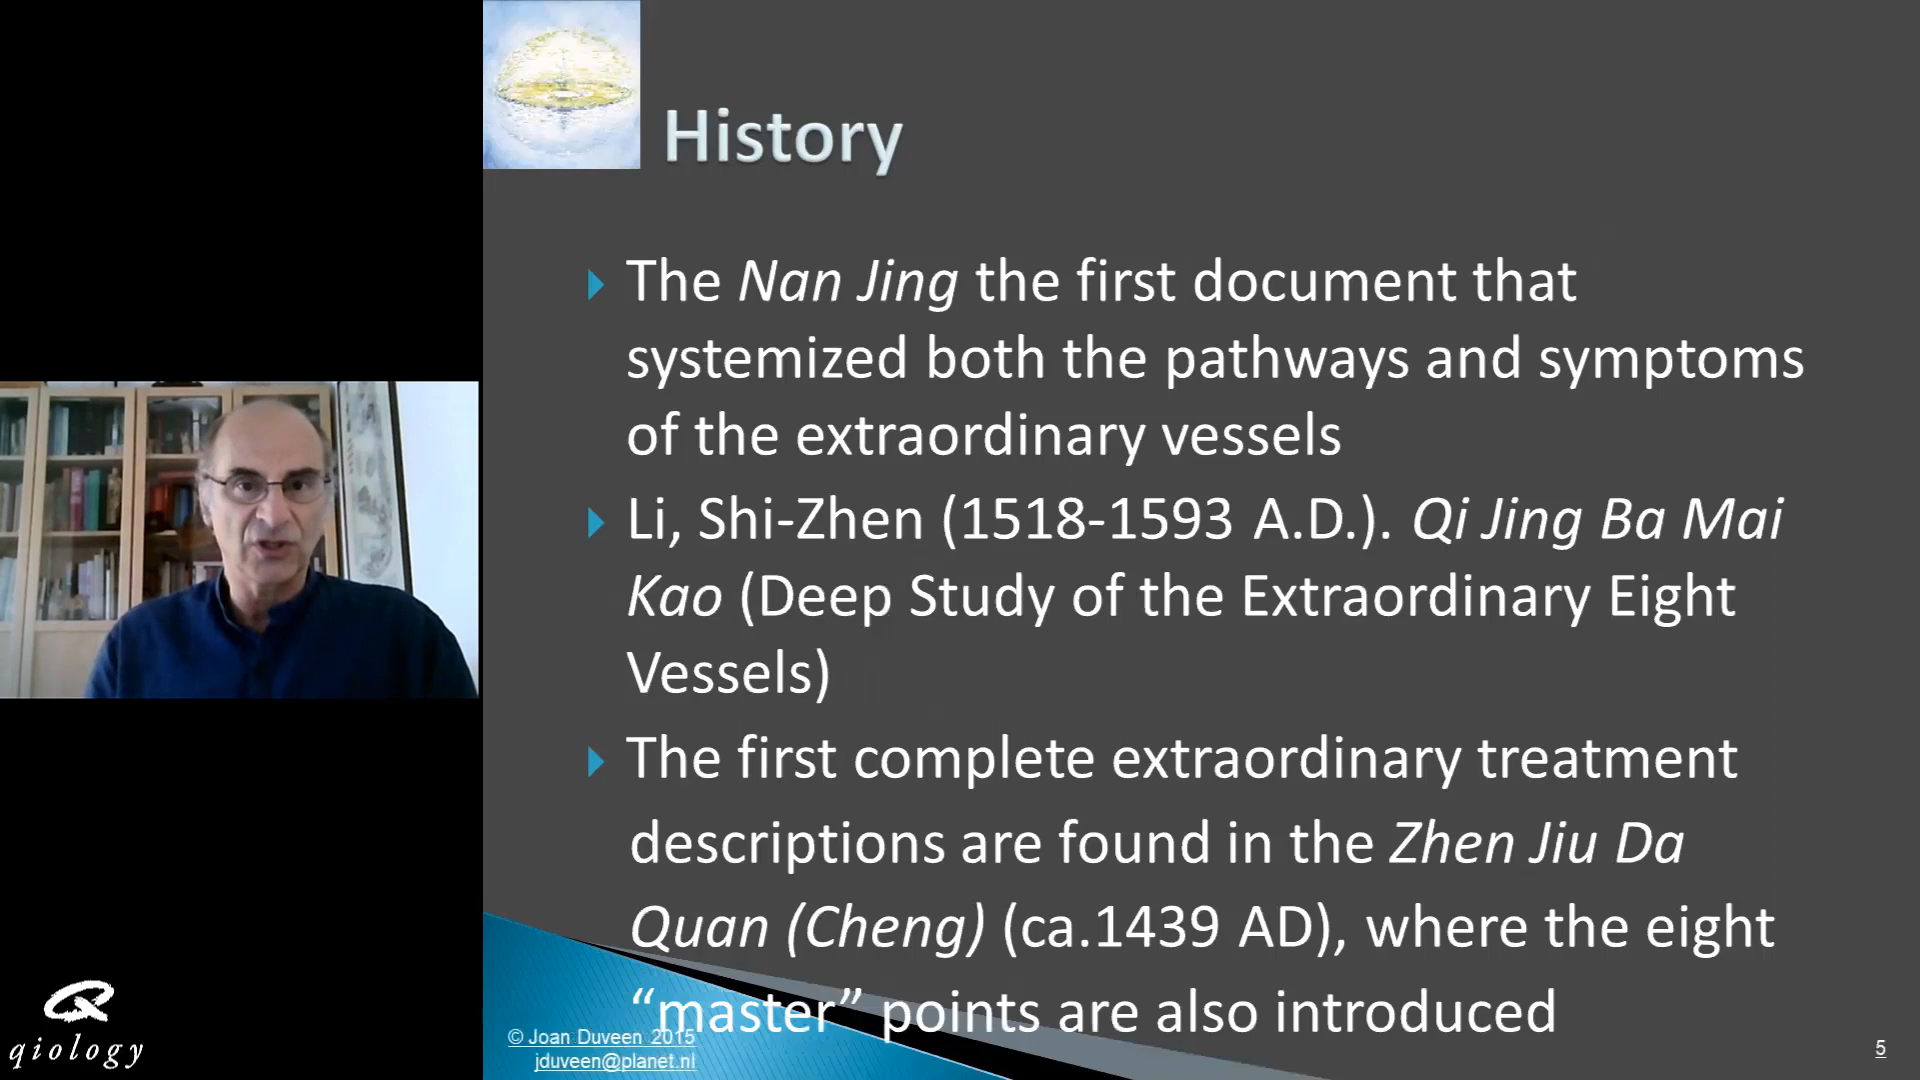 History
The Nan Jing the first document that
systemized both the pathways and symptoms
of the extraordinary vessels
Li, Shi-Zhen (1518-1593 A.D.). Qi Jing Ba Mai
Kao (Deep Study of the Extraordinary Eight
Vessels)
The first complete extraordinary treatment
descriptions are found in the Zhen Jiu Da
Quan (Cheng) (ca.1439 AD), where the eight
“master” points are also introduced
© Joan Duveen 2015
jduveen@planet.nl
5
qiology